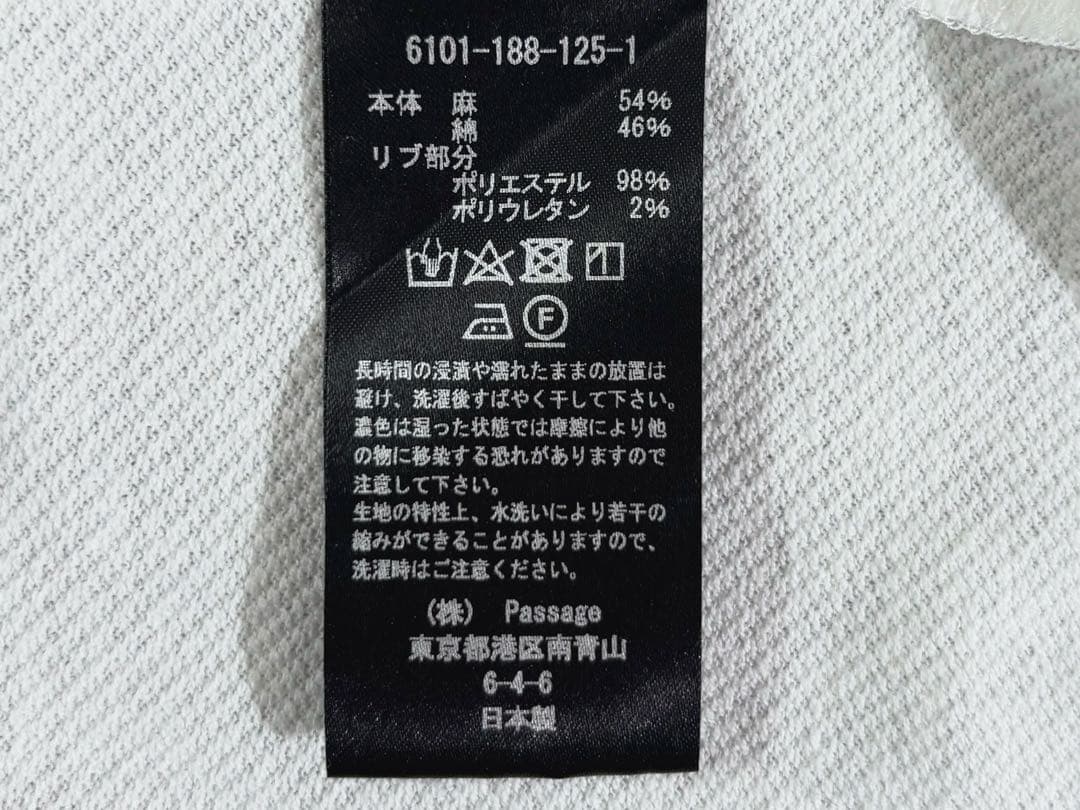 6101-188-125-1
本体 麻 54%
綿 46%
リブ部分
ポリエステル 98%
ポリウレタン 2%
F
長時間の浸漬や濡れたままの放置は
避け、洗濯後すばやく干して下さい。
濃色は湿った状態では摩擦により他
の物に移染する恐れがありますので
注意して下さい。
生地の特性上、水洗いにより若干の
縮みができることがありますので、
洗濯時はご注意ください。
(株) Passage
東京都港区南青山
6-4-6
日本製